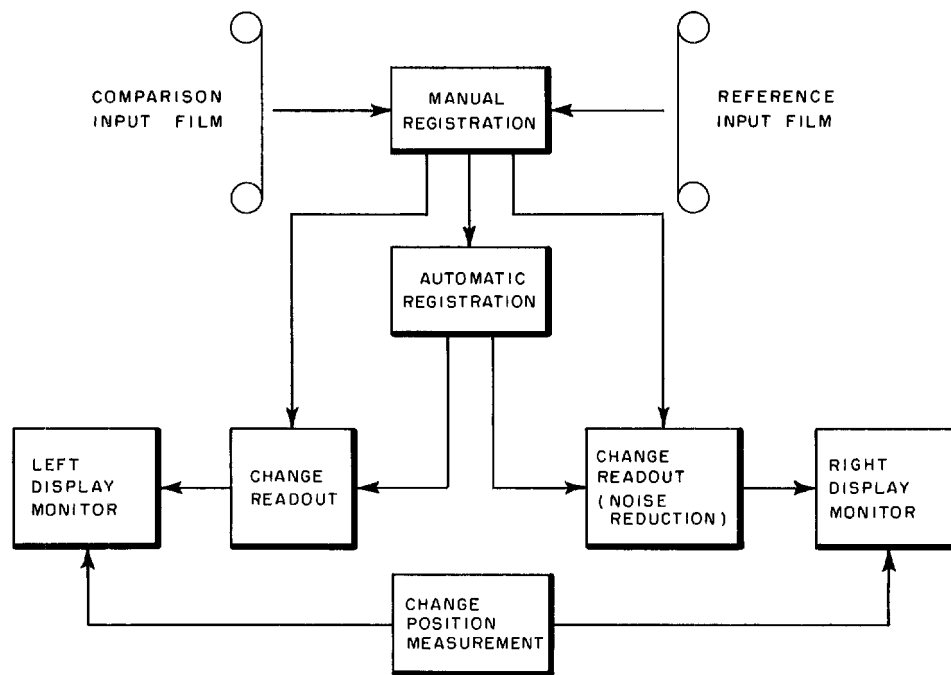 COMPARISON
INPUT FILM
MANUAL
REGISTRATION
REFERENCE
INPUT FILM
AUTOMATIC
REGISTRATION
LEFT
DISPLAY
MONITOR
CHANGE
READOUT
CHANGE
READOUT
(NOISE
REDUCTION)
RIGHT
DISPLAY
MONITOR
CHANGE
POSITION
MEASUREMENT